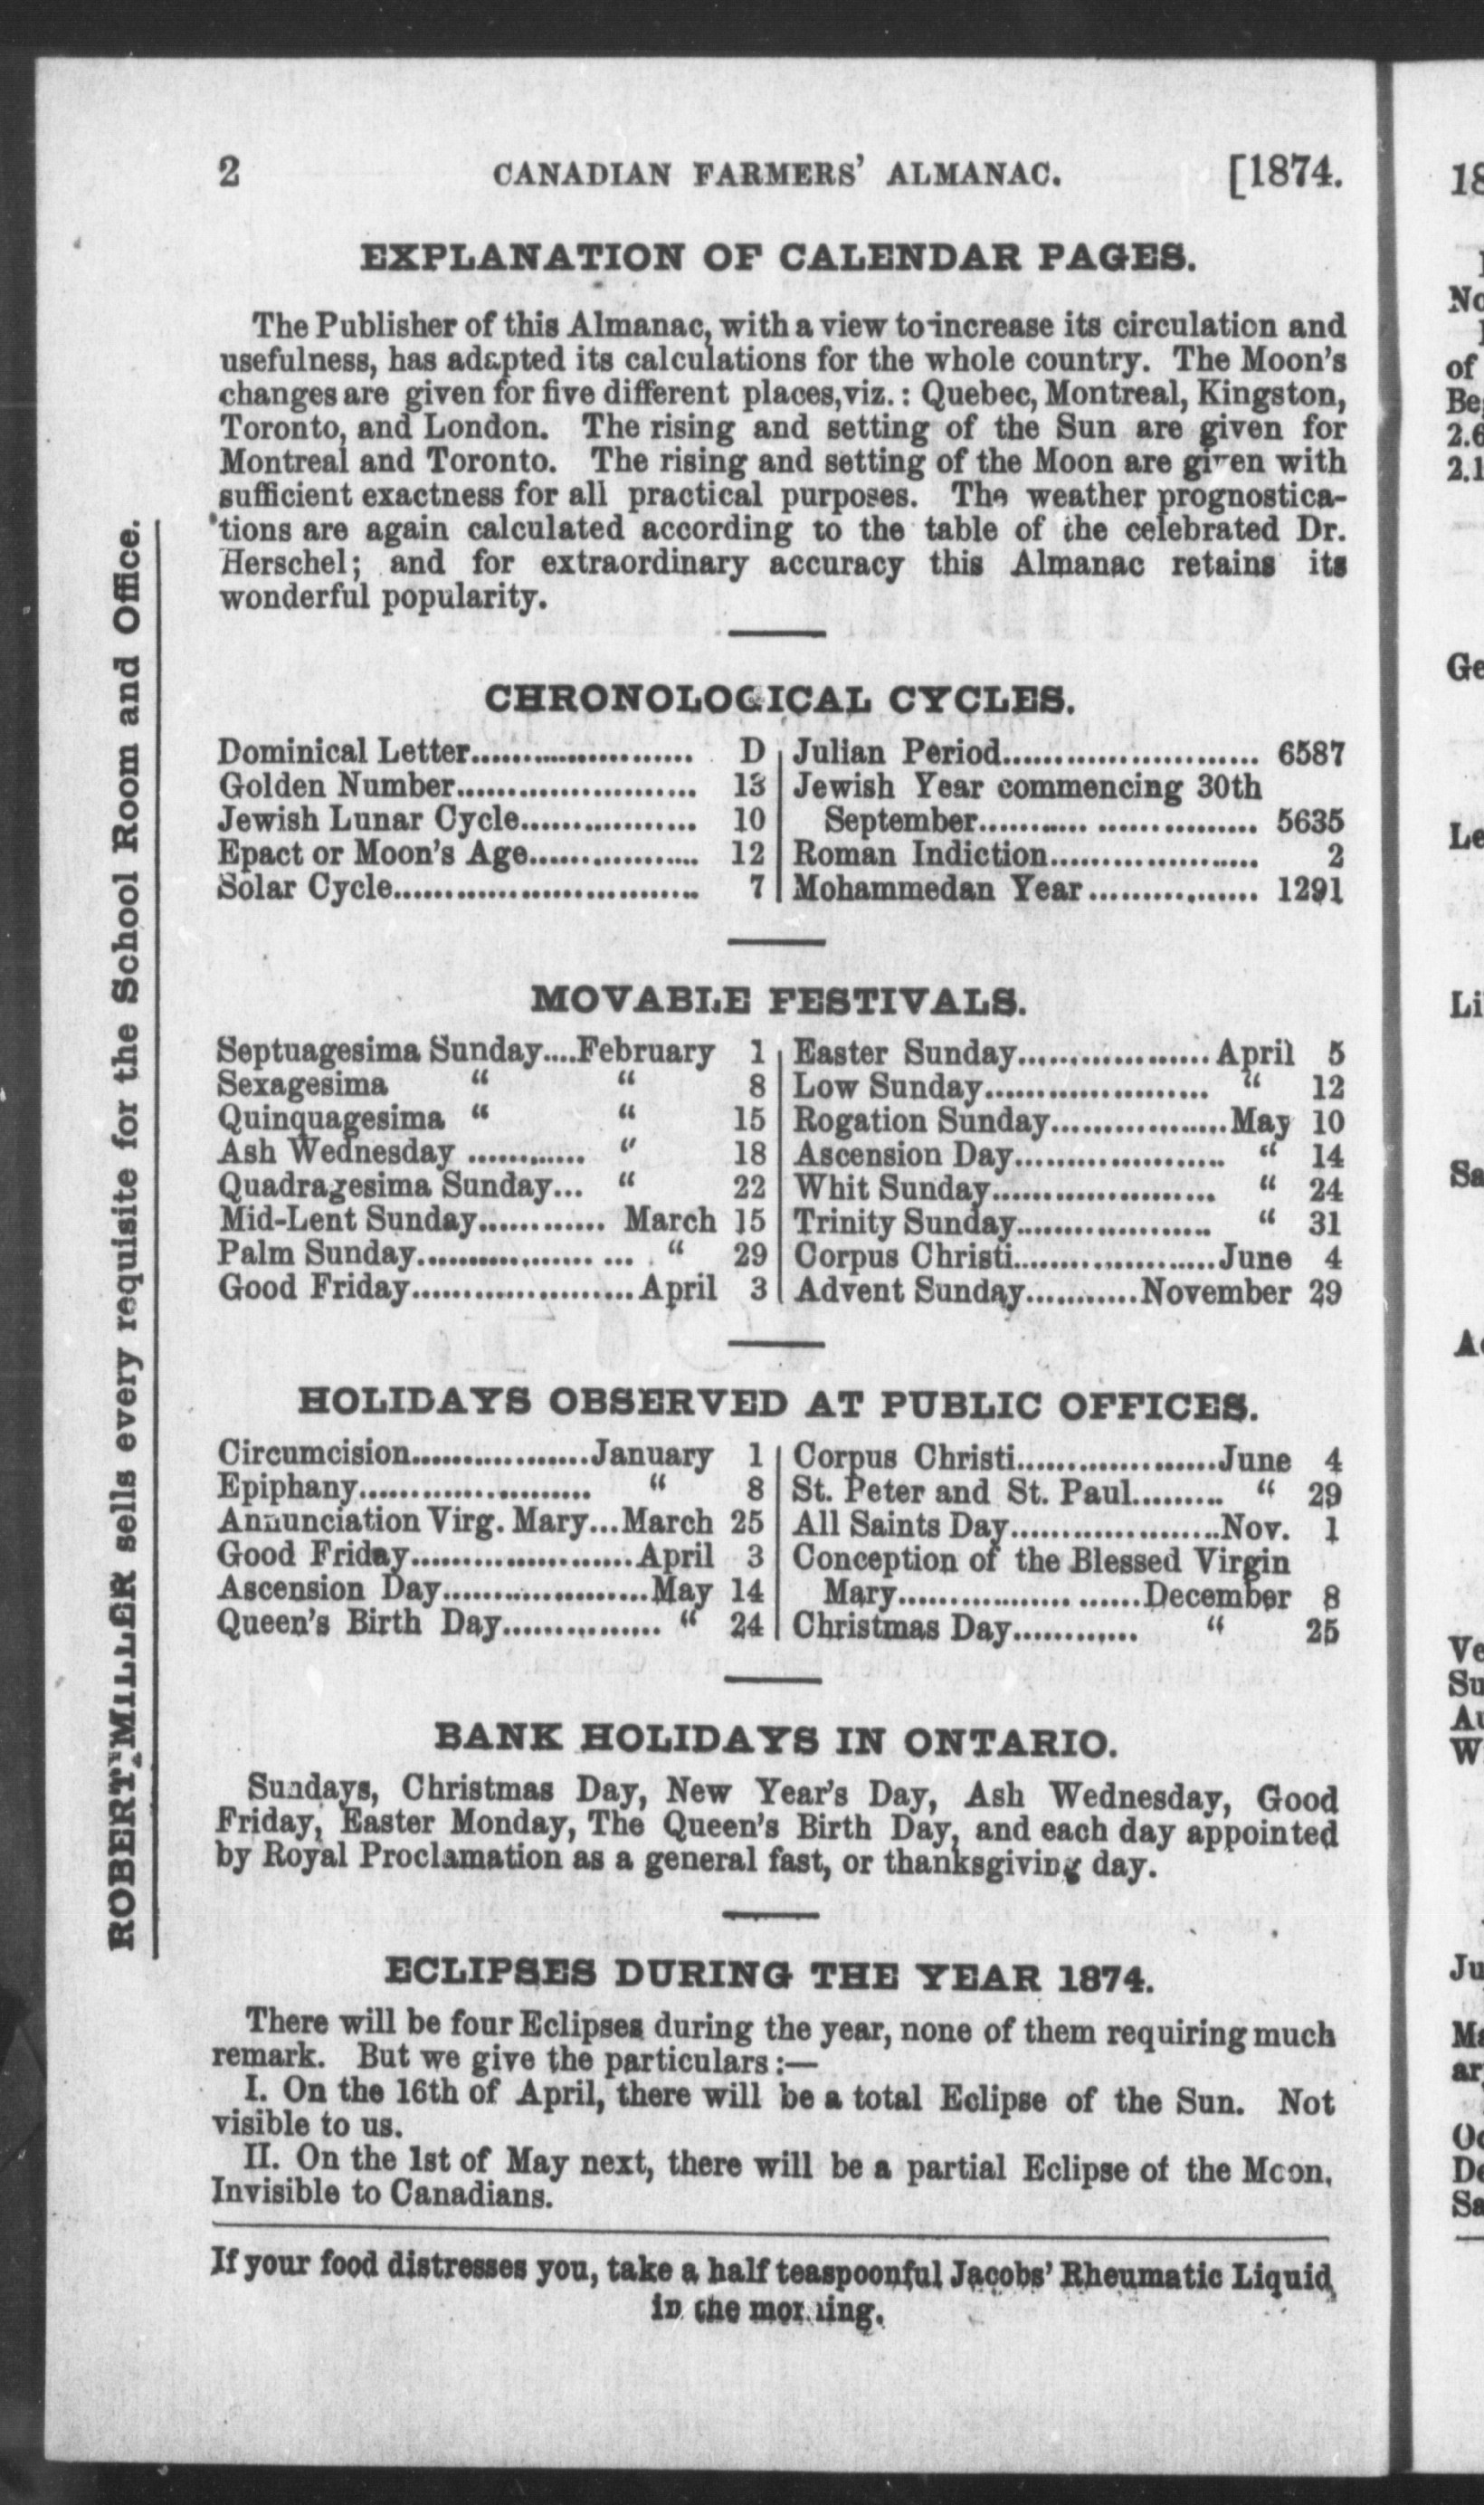 2 CANADIAN FARMERS' ALMANAC. [1874.
EXPLANATION OF CALENDAR PAGES.
The Publisher of this Almanac, with a view to increase its circulation and
usefulness, has adapted its calculations for the whole country. The Moon's
changes are given for five different places, viz.: Quebec, Montreal, Kingston,
Toronto, and London. The rising and setting of the Sun are given for
Montreal and Toronto. The rising and setting of the Moon are given with
sufficient exactness for all practical purposes. The weather prognostica-
tions are again calculated according to the table of the celebrated Dr.
Herschel; and for extraordinary accuracy this Almanac retains its
wonderful popularity.
CHRONOLOGICAL CYCLES.
Dominical Letter.......................... D
Golden Number.......................... 13
Jewish Lunar Cycle.................. 10
Epact or Moon's Age.................. 12
Solar Cycle.............................. 7
Julian Period.......................... 6587
Jewish Year commencing 30th
September........... ................ 5635
Roman Indiction..................... 2
Mohammedan Year................. 1291
MOVABLE FESTIVALS.
Septuagesima Sunday....February 1
Sexagesima " " 8
Quinquagesima " " 15
Ash Wednesday ............ " 18
Quadragesima Sunday... " 22
Mid-Lent Sunday............ March 15
Palm Sunday................. ... " 29
Good Friday......................April 3
Easter Sunday...................April 5
Low Sunday...................... " 12
Rogation Sunday.................May 10
Ascension Day..................... " 14
Whit Sunday...................... " 24
Trinity Sunday................... " 31
Corpus Christi....................June 4
Advent Sunday...........November 29
HOLIDAYS OBSERVED AT PUBLIC OFFICES.
Circumcision.................January 1
Epiphany....................... " 8
Annunciation Virg. Mary...March 25
Good Friday......................April 3
Ascension Day....................May 14
Queen's Birth Day................ " 24
Corpus Christi....................June 4
St. Peter and St. Paul......... " 29
All Saints Day.....................Nov. 1
Conception of the Blessed Virgin
Mary................. ......December 8
Christmas Day............ " 25
BANK HOLIDAYS IN ONTARIO.
Sundays, Christmas Day, New Year's Day, Ash Wednesday, Good
Friday, Easter Monday, The Queen's Birth Day, and each day appointed
by Royal Proclamation as a general fast, or thanksgiving day.
ECLIPSES DURING THE YEAR 1874.
There will be four Eclipses during the year, none of them requiring much
remark. But we give the particulars:—
I. On the 16th of April, there will be a total Eclipse of the Sun. Not
visible to us.
II. On the 1st of May next, there will be a partial Eclipse of the Moon.
Invisible to Canadians.
If your food distresses you, take a half teaspoonful Jacobs' Rheumatic Liquid
in the morning.
ROBERT MILLER sells every requisite for the School Room and Office.